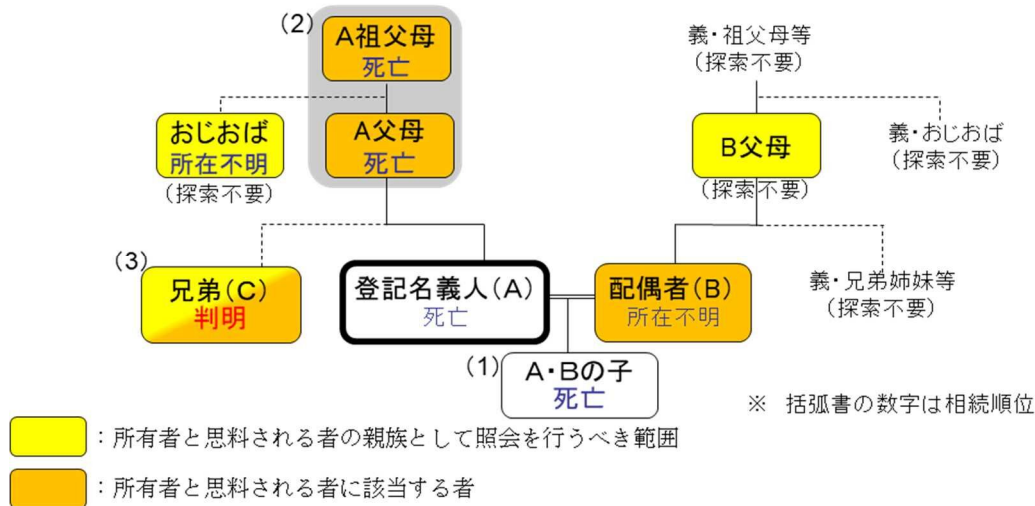 (2)
A祖父母
死亡
義・祖父母等
(探索不要)
おじおば
所在不明
(探索不要)
A父母
死亡
B父母
(探索不要)
義・おじおば
(探索不要)
(3)
兄弟(C)
判明
登記名義人(A)
死亡
配偶者(B)
所在不明
義・兄弟姉妹等
(探索不要)
(1)
A・Bの子
死亡
※ 括弧書の数字は相続順位
:所有者と思料される者の親族として照会を行うべき範囲
:所有者と思料される者に該当する者